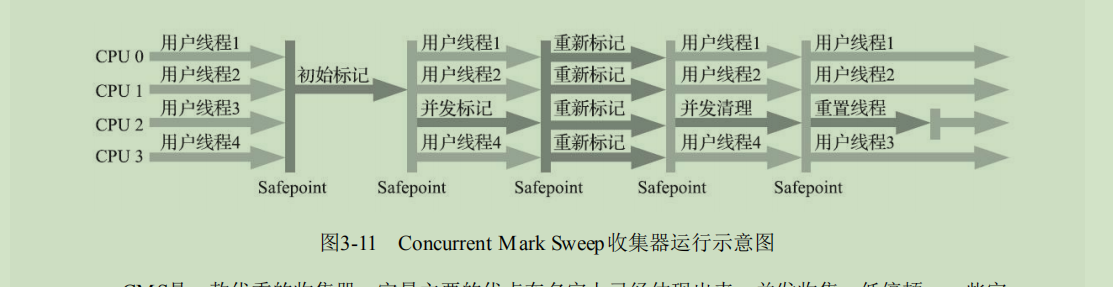 CPU 0 用户线程1 用户线程1 重新标记 用户线程1 用户线程1
初始标记
CPU 1 用户线程2 用户线程2 重新标记 用户线程2 用户线程2
CPU 2 用户线程3 并发标记 重新标记 并发清理 重置线程
CPU 3 用户线程4 用户线程4 重新标记 用户线程4 用户线程3
Safepoint Safepoint Safepoint Safepoint Safepoint
图3-11 Concurrent Mark Sweep收集器运行示意图